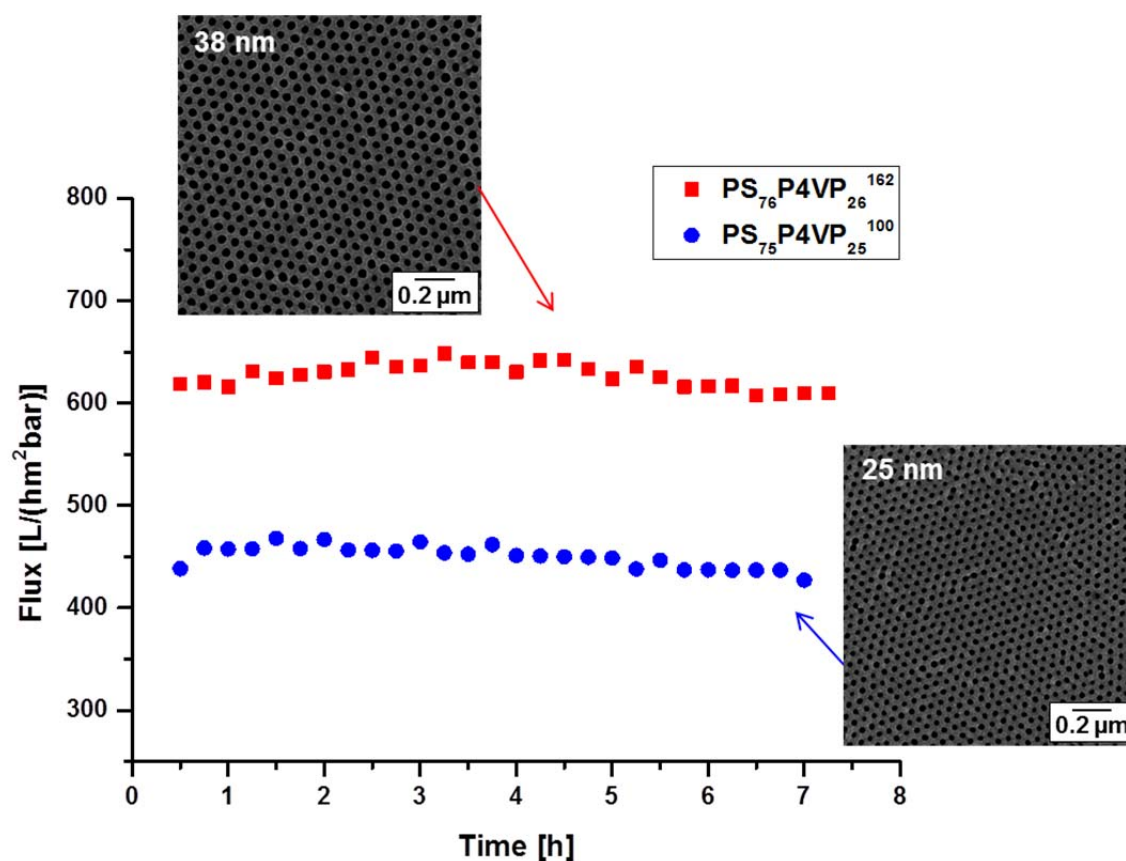 38 nm
0.2 µm
PS₇₆P4VP₂₆¹⁶²
PS₇₅P4VP₂₅¹⁰⁰
800
700
600
500
400
300
Flux [L/(hm²bar)]
25 nm
0.2 µm
0 1 2 3 4 5 6 7 8
Time [h]